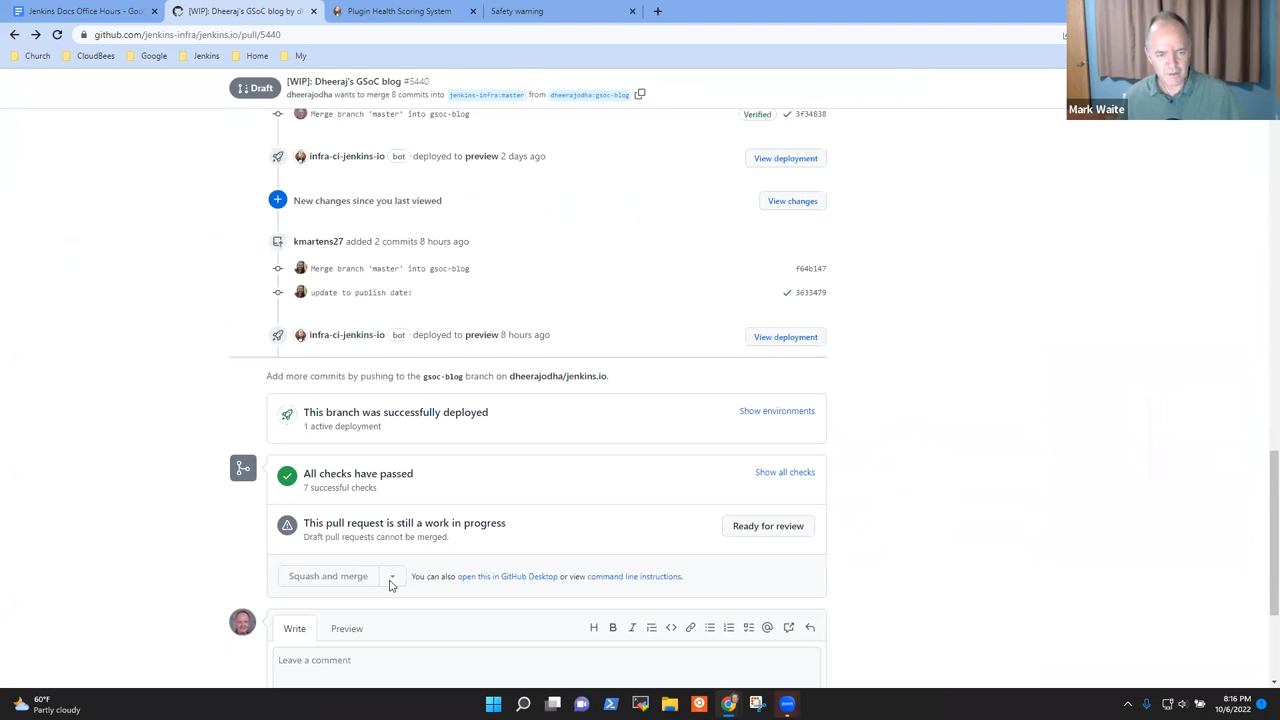 Jenkins Docs Office Hours - Goo
[WIP]: Dheeraj's GSoC blog by d
Plugin Health Scoring System
Safety warning
github.com/jenkins-infra/jenkins.io/pull/5440
Church
CloudBees
Google
Jenkins
Home
My
Mark Waite
Draft
[WIP]: Dheeraj's GSoC blog #5440
dheerajodha wants to merge 8 commits into jenkins-infra:master from dheerajodha:gsoc-blog
Merge branch 'master' into gsoc-blog
Verified
3f34838
infra-ci-jenkins-io bot deployed to preview 2 days ago
View deployment
New changes since you last viewed
View changes
kmartens27 added 2 commits 8 hours ago
Merge branch 'master' into gsoc-blog
f64b147
update to publish date:
3633479
infra-ci-jenkins-io bot deployed to preview 8 hours ago
View deployment
Add more commits by pushing to the gsoc-blog branch on dheerajodha/jenkins.io.
This branch was successfully deployed
Show environments
1 active deployment
All checks have passed
Show all checks
7 successful checks
This pull request is still a work in progress
Draft pull requests cannot be merged.
Ready for review
Squash and merge
You can also open this in GitHub Desktop or view command line instructions.
Write
Preview
Leave a comment
60°F
Partly cloudy
8:16 PM
10/6/2022